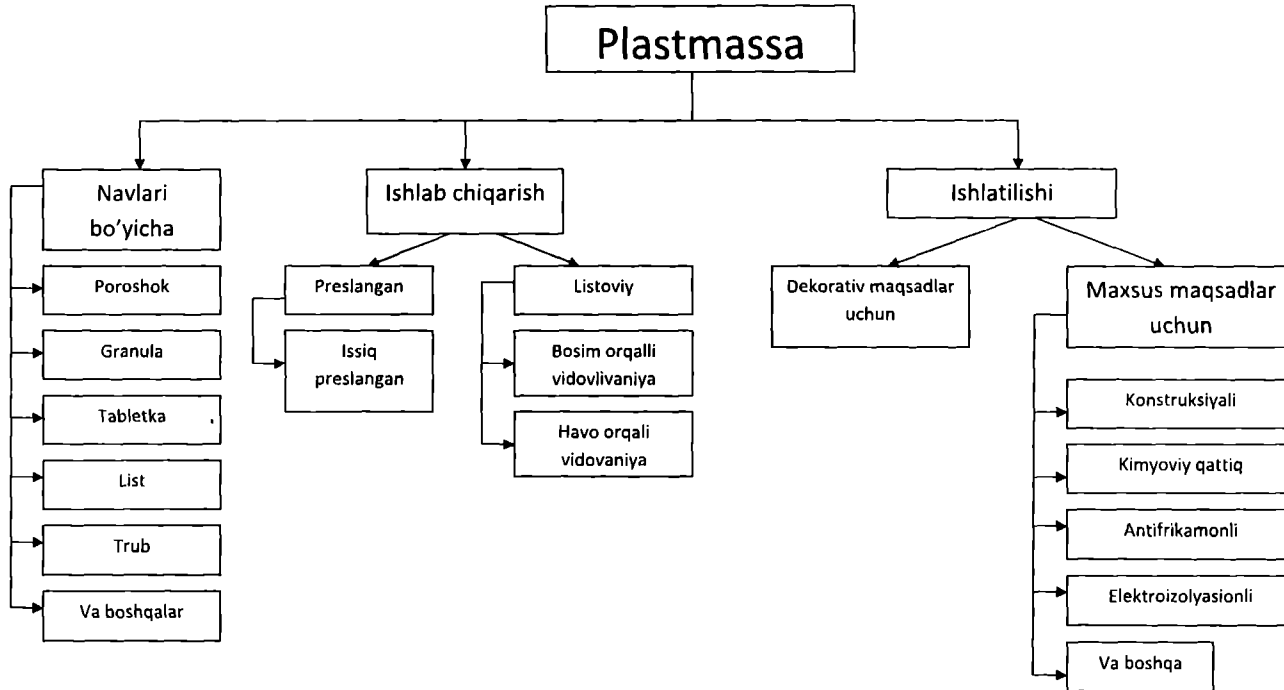 Plastmassa
Navlari
bo'yicha
Ishlab chiqarish
Ishlatilishi
Poroshok
Granula
Tabletka
List
Trub
Va boshqalar
Preslangan
Issiq
preslangan
Listoviy
Bosim orqalli
vidovlivaniya
Havo orqali
vidovaniya
Dekorativ maqsadlar
uchun
Maxsus maqsadlar
uchun
Konstruksiyali
Kimyoviy qattiq
Antifrikamonli
Elektroizolyasionli
Va boshqa